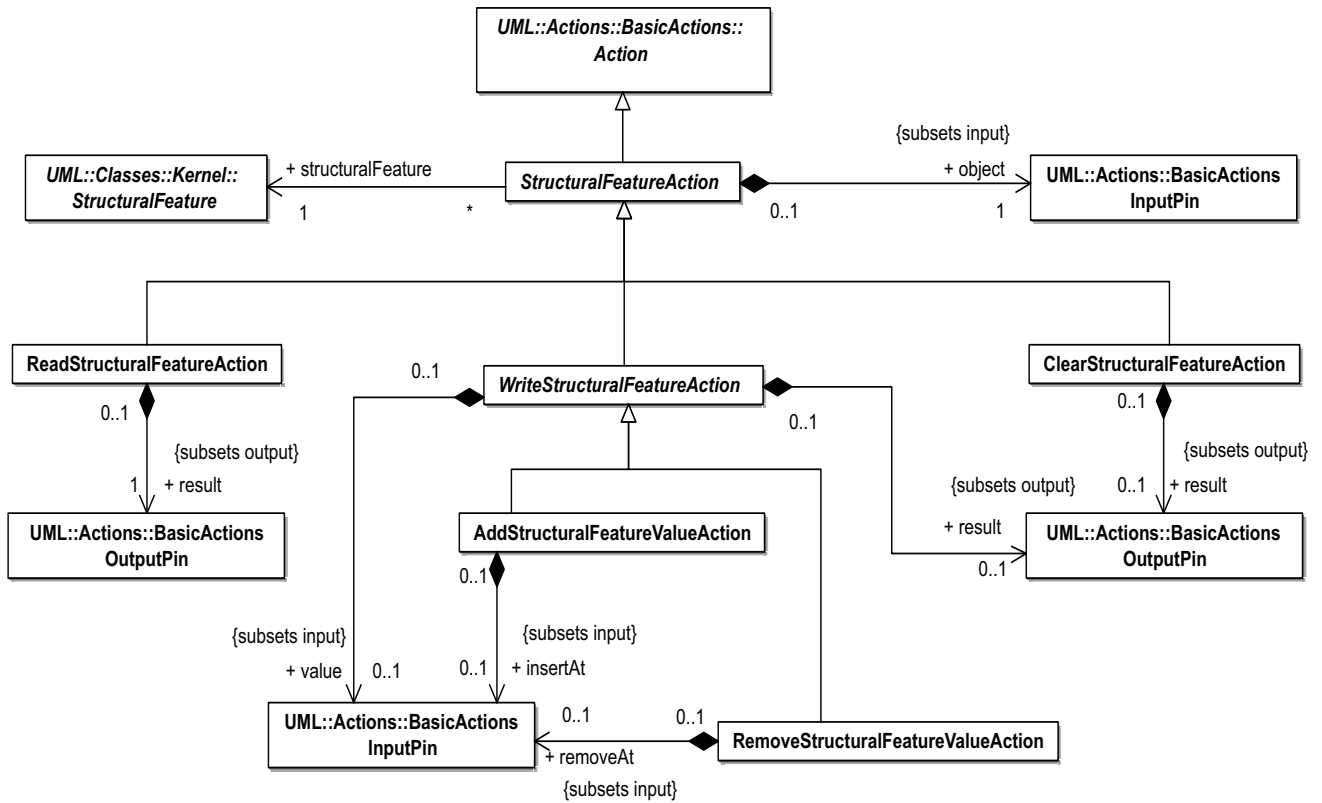 UML::Actions::BasicActions::
Action
{subsets input}
+ structuralFeature
+ object
UML::Classes::Kernel::
StructuralFeature
StructuralFeatureAction
UML::Actions::BasicActions
InputPin
1
*
0..1
1
ReadStructuralFeatureAction
WriteStructuralFeatureAction
ClearStructuralFeatureAction
0..1
0..1
0..1
0..1
{subsets output}
{subsets output}
{subsets output}
1
+ result
0..1
+ result
+ result
0..1
UML::Actions::BasicActions
OutputPin
AddStructuralFeatureValueAction
UML::Actions::BasicActions
OutputPin
0..1
{subsets input}
{subsets input}
+ value
0..1
0..1
+ insertAt
UML::Actions::BasicActions
InputPin
0..1
0..1
RemoveStructuralFeatureValueAction
+ removeAt
{subsets input}